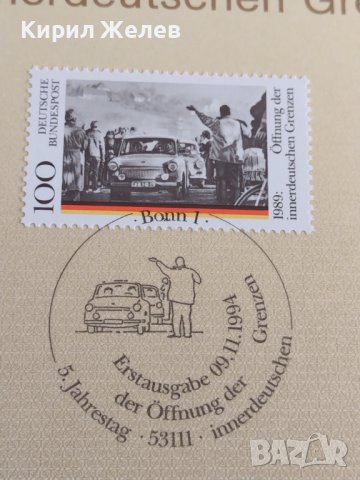 Кирил Желев
nerdeutschen Gre
DEUTSCHE
BUNDESPOST
100
1989:
Öffnung der
innerdeutschen Grenzen
· Bonn 1 ·
Erstausgabe 09.11.1994
5. Jahrestag der Öffnung der
innerdeutschen Grenzen
· 53111 ·
BAZAR
bg